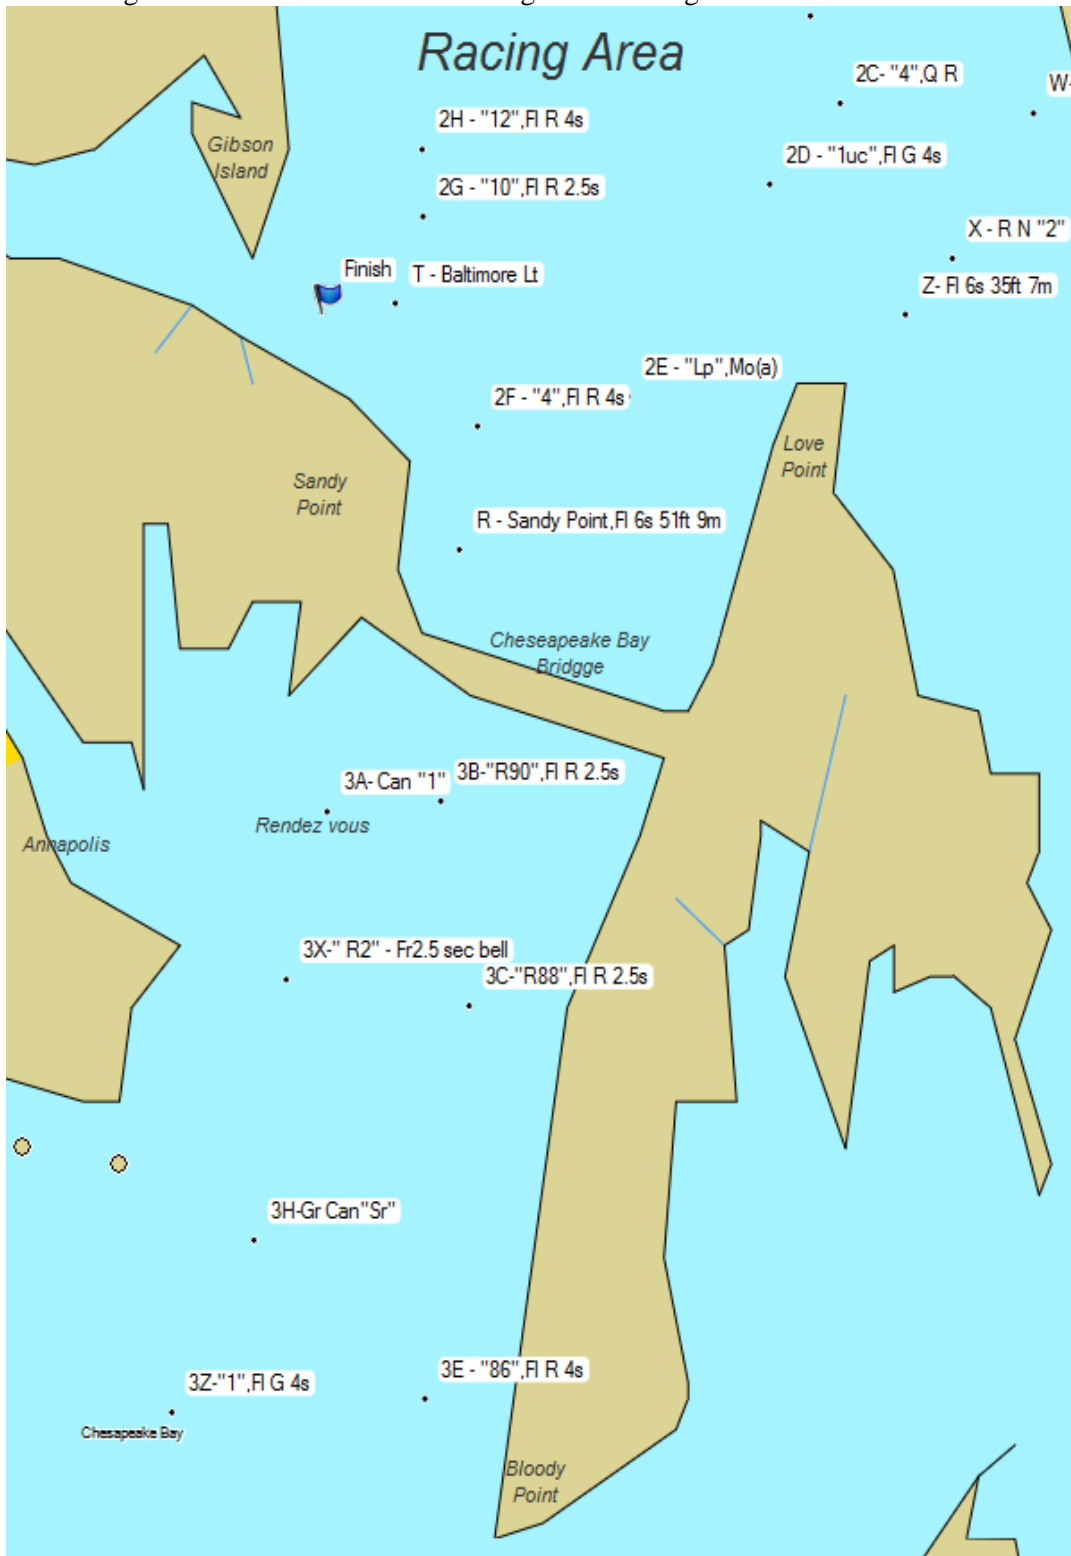 Racing Area
2C- "4",Q R
W-
2H - "12",Fl R 4s
Gibson
Island
2D - "1uc",Fl G 4s
2G - "10",Fl R 2.5s
X - R N "2"
Finish
T - Baltimore Lt
Z- Fl 6s 35ft 7m
2E - "Lp",Mo(a)
2F - "4",Fl R 4s
Love
Point
Sandy
Point
R - Sandy Point,Fl 6s 51ft 9m
Cheseapeake Bay
Bridgge
3A- Can "1"
3B-"R90",Fl R 2.5s
Rendez vous
Annapolis
3X-" R2" - Fr2.5 sec bell
3C-"R88",Fl R 2.5s
3H-Gr Can"Sr"
3E - "86",Fl R 4s
3Z-"1",Fl G 4s
Chesapeake Bay
Bloody
Point